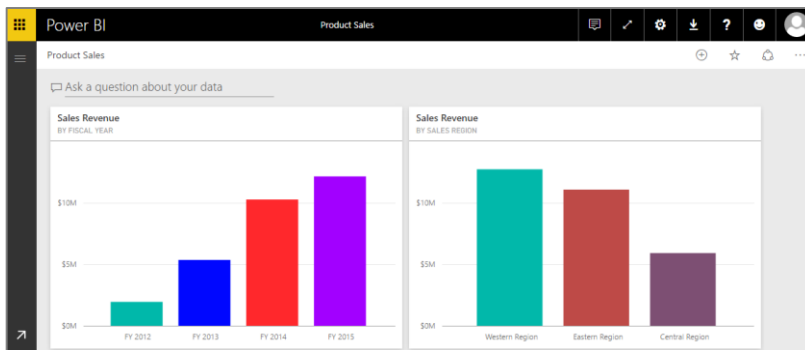 Power BI
Product Sales
?
Product Sales
Ask a question about your data
Sales Revenue
BY FISCAL YEAR
$10M
$5M
$0M
FY 2012
FY 2013
FY 2014
FY 2015
Sales Revenue
BY SALES REGION
$10M
$5M
$0M
Western Region
Eastern Region
Central Region